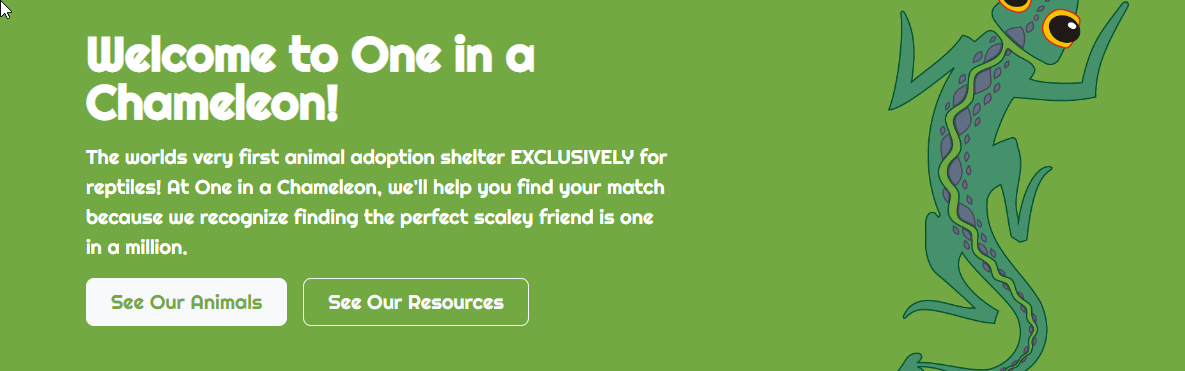 Welcome to One in a
Chameleon!
The worlds very first animal adoption shelter EXCLUSIVELY for
reptiles! At One in a Chameleon, we'll help you find your match
because we recognize finding the perfect scaley friend is one
in a million.
See Our Animals
See Our Resources